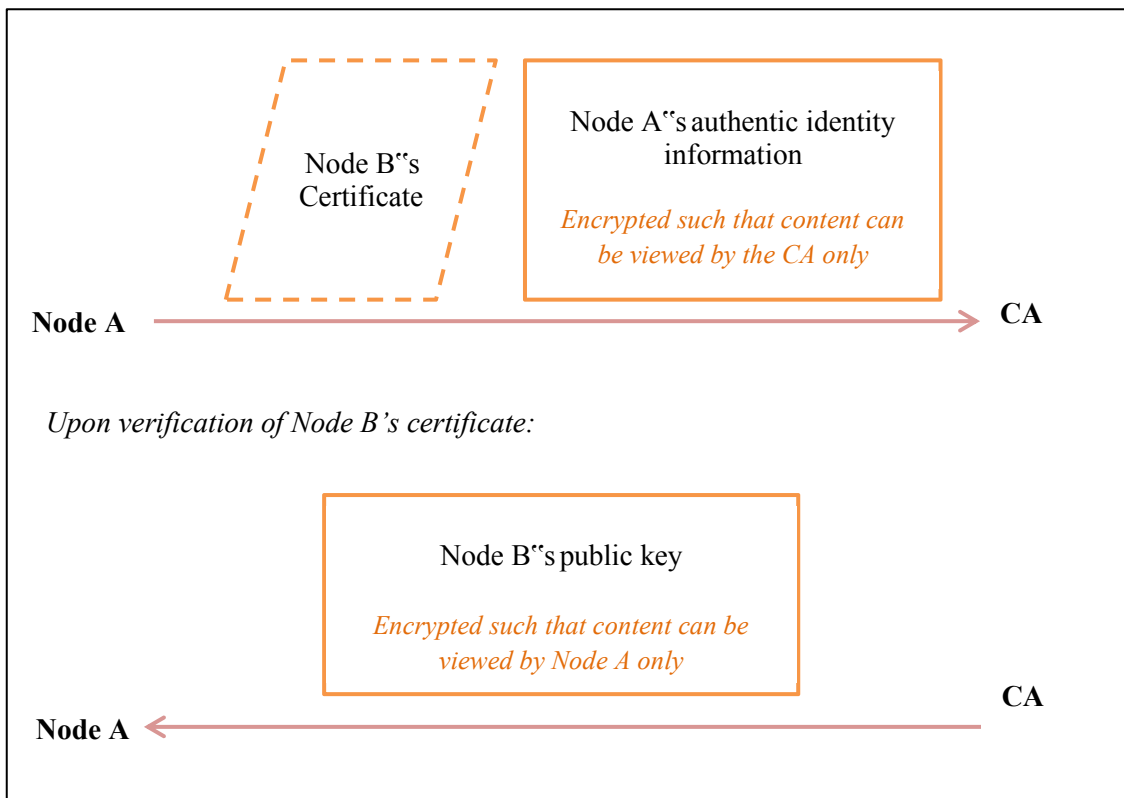 Node B‟s
Certificate
Node A‟s authentic identity
information
Encrypted such that content can
be viewed by the CA only
Node A
CA
Upon verification of Node B’s certificate:
Node B‟s public key
Encrypted such that content can be
viewed by Node A only
CA
Node A